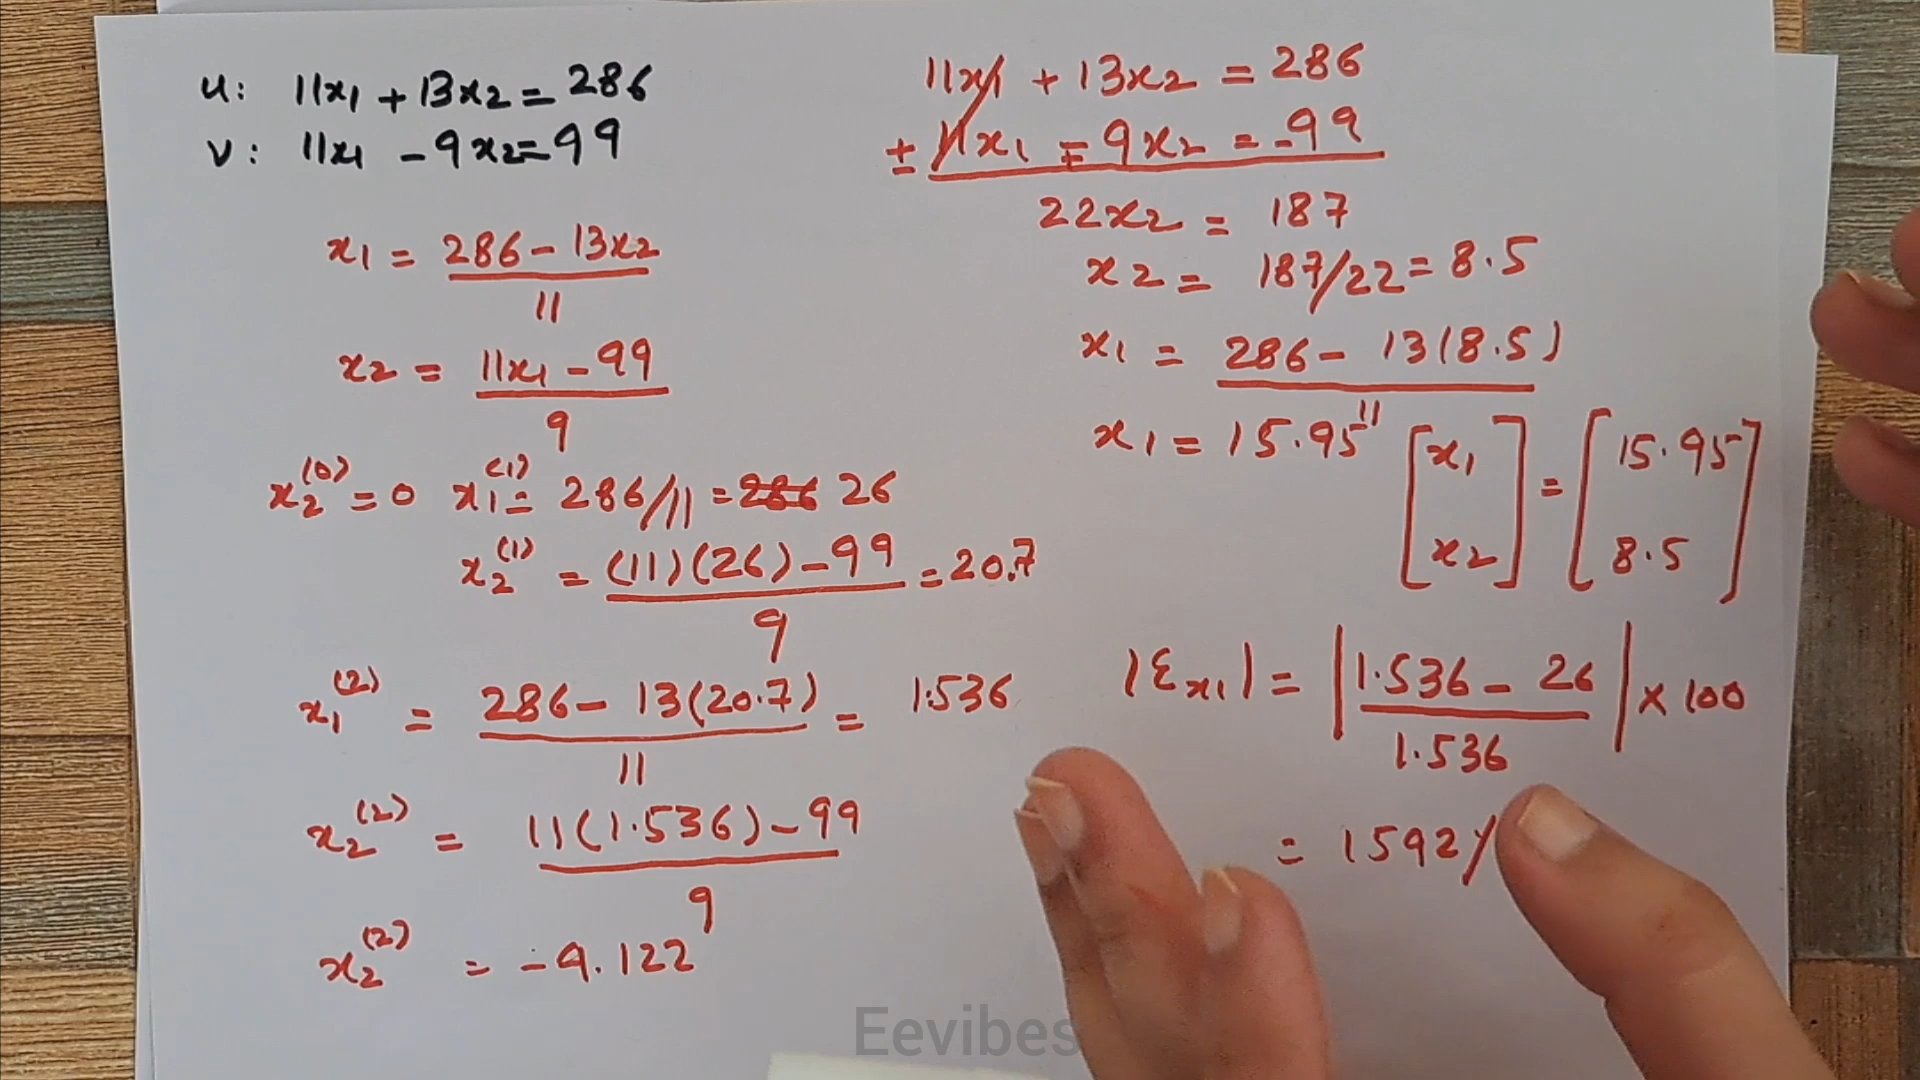 u: 11x1 + 13x2 = 286
v: 11x1 - 9x2 = 99
x1 = 286 - 13x2
11
x2 = 11x1 - 99
9
x2^(0) = 0 x1^(1) = 286/11 = 286 26
x2^(1) = (11)(26) - 99 = 20.7
9
x1^(2) = 286 - 13(20.7) = 1.536
11
x2^(2) = 11(1.536) - 99
9
x2^(2) = -9.122
11x1 + 13x2 = 286
± 11x1 ∓ 9x2 = -99
22x2 = 187
x2 = 187/22 = 8.5
x1 = 286 - 13(8.5)
11
x1 = 15.95
[x1 x2] = [15.95 8.5]
|εx1| = |1.536 - 26| × 100
1.536
= 1592%
Eevibes